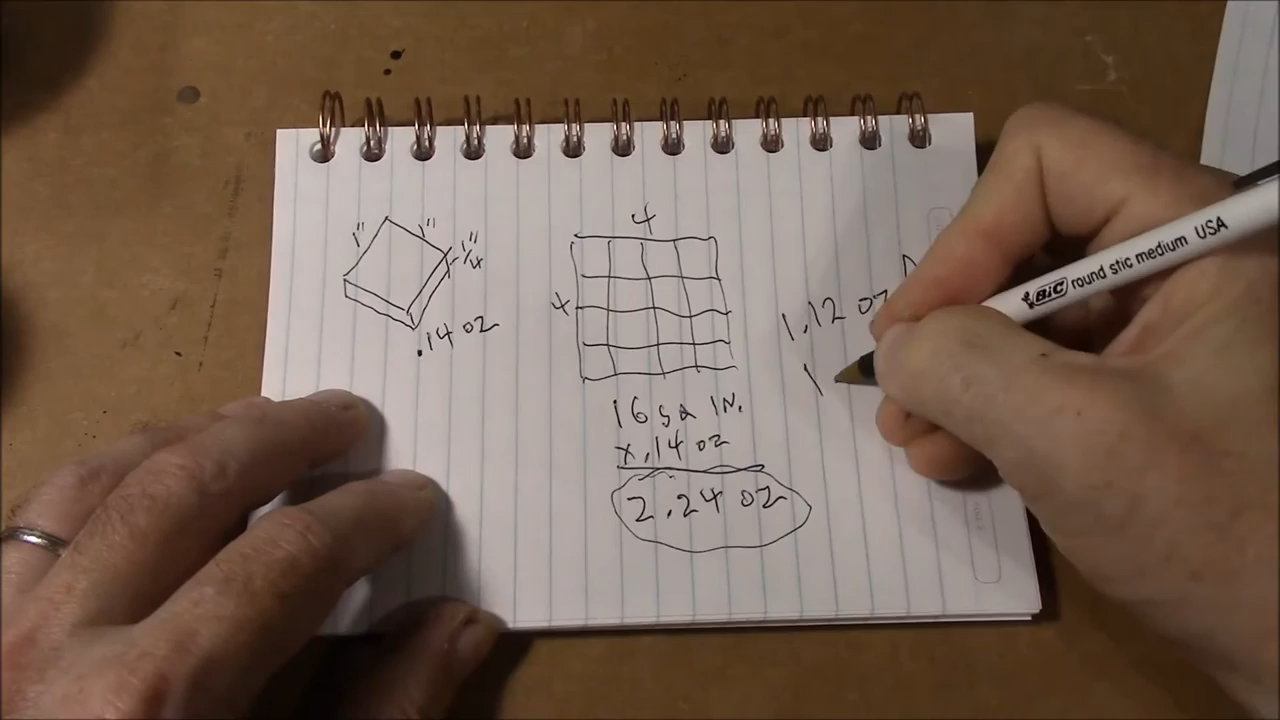 1" 1" 1/4"
.14 oz
4
4
16 SQ IN.
x .14 oz
2.24 oz
1.12 oz
1
BIC round stic medium USA